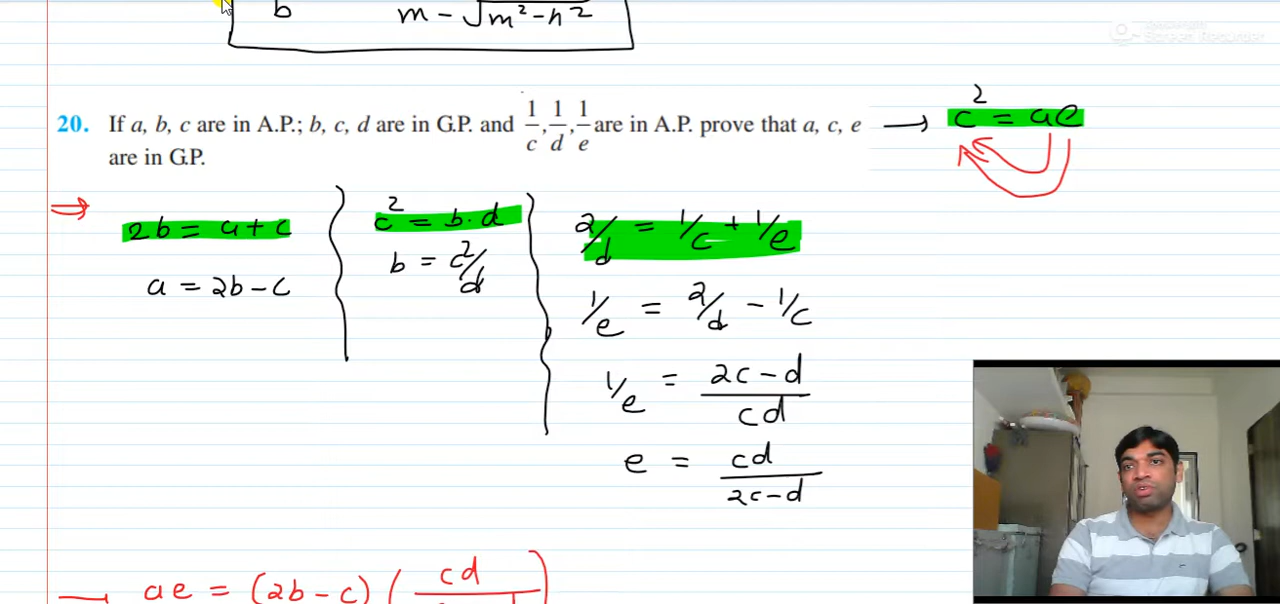 b m - √m² - n²
Screen Recorder
20. If a, b, c are in A.P.; b, c, d are in G.P. and 1/c, 1/d, 1/e are in A.P. prove that a, c, e → c² = ae
are in G.P.
⇒ 2b = a + c c² = b·d 2/d = 1/c + 1/e
a = 2b - c b = c²/d 1/e = 2/d - 1/c
1/e = 2c-d/cd
e = cd/2c-d
ae = (2b - c) (cd